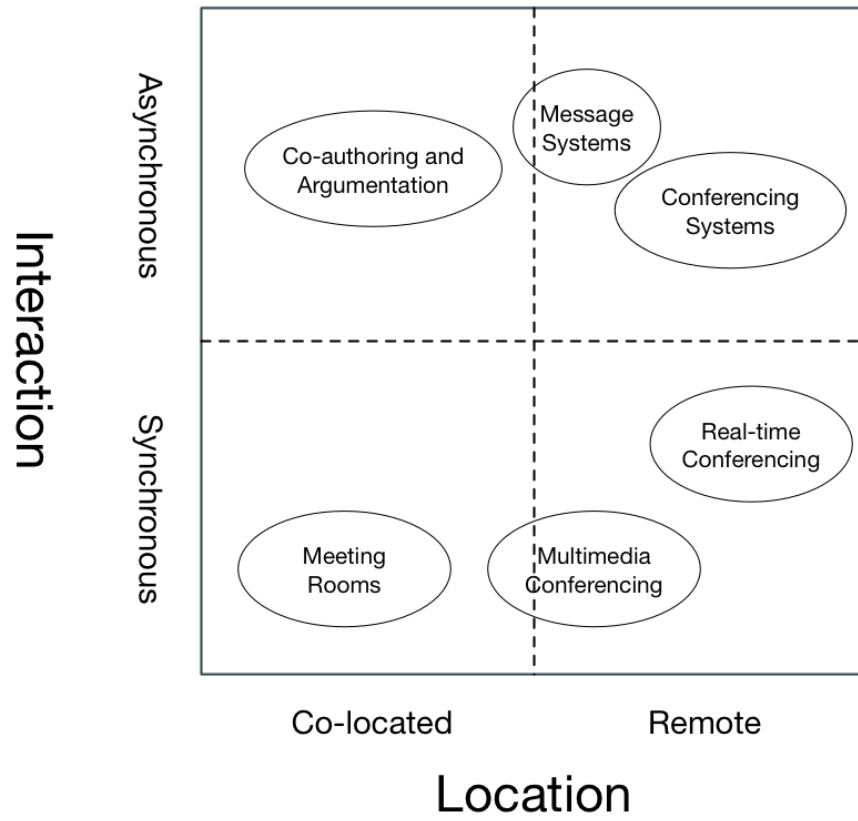 Interaction
Asynchronous
Synchronous
Co-authoring and
Argumentation
Message
Systems
Conferencing
Systems
Real-time
Conferencing
Meeting
Rooms
Multimedia
Conferencing
Co-located
Remote
Location